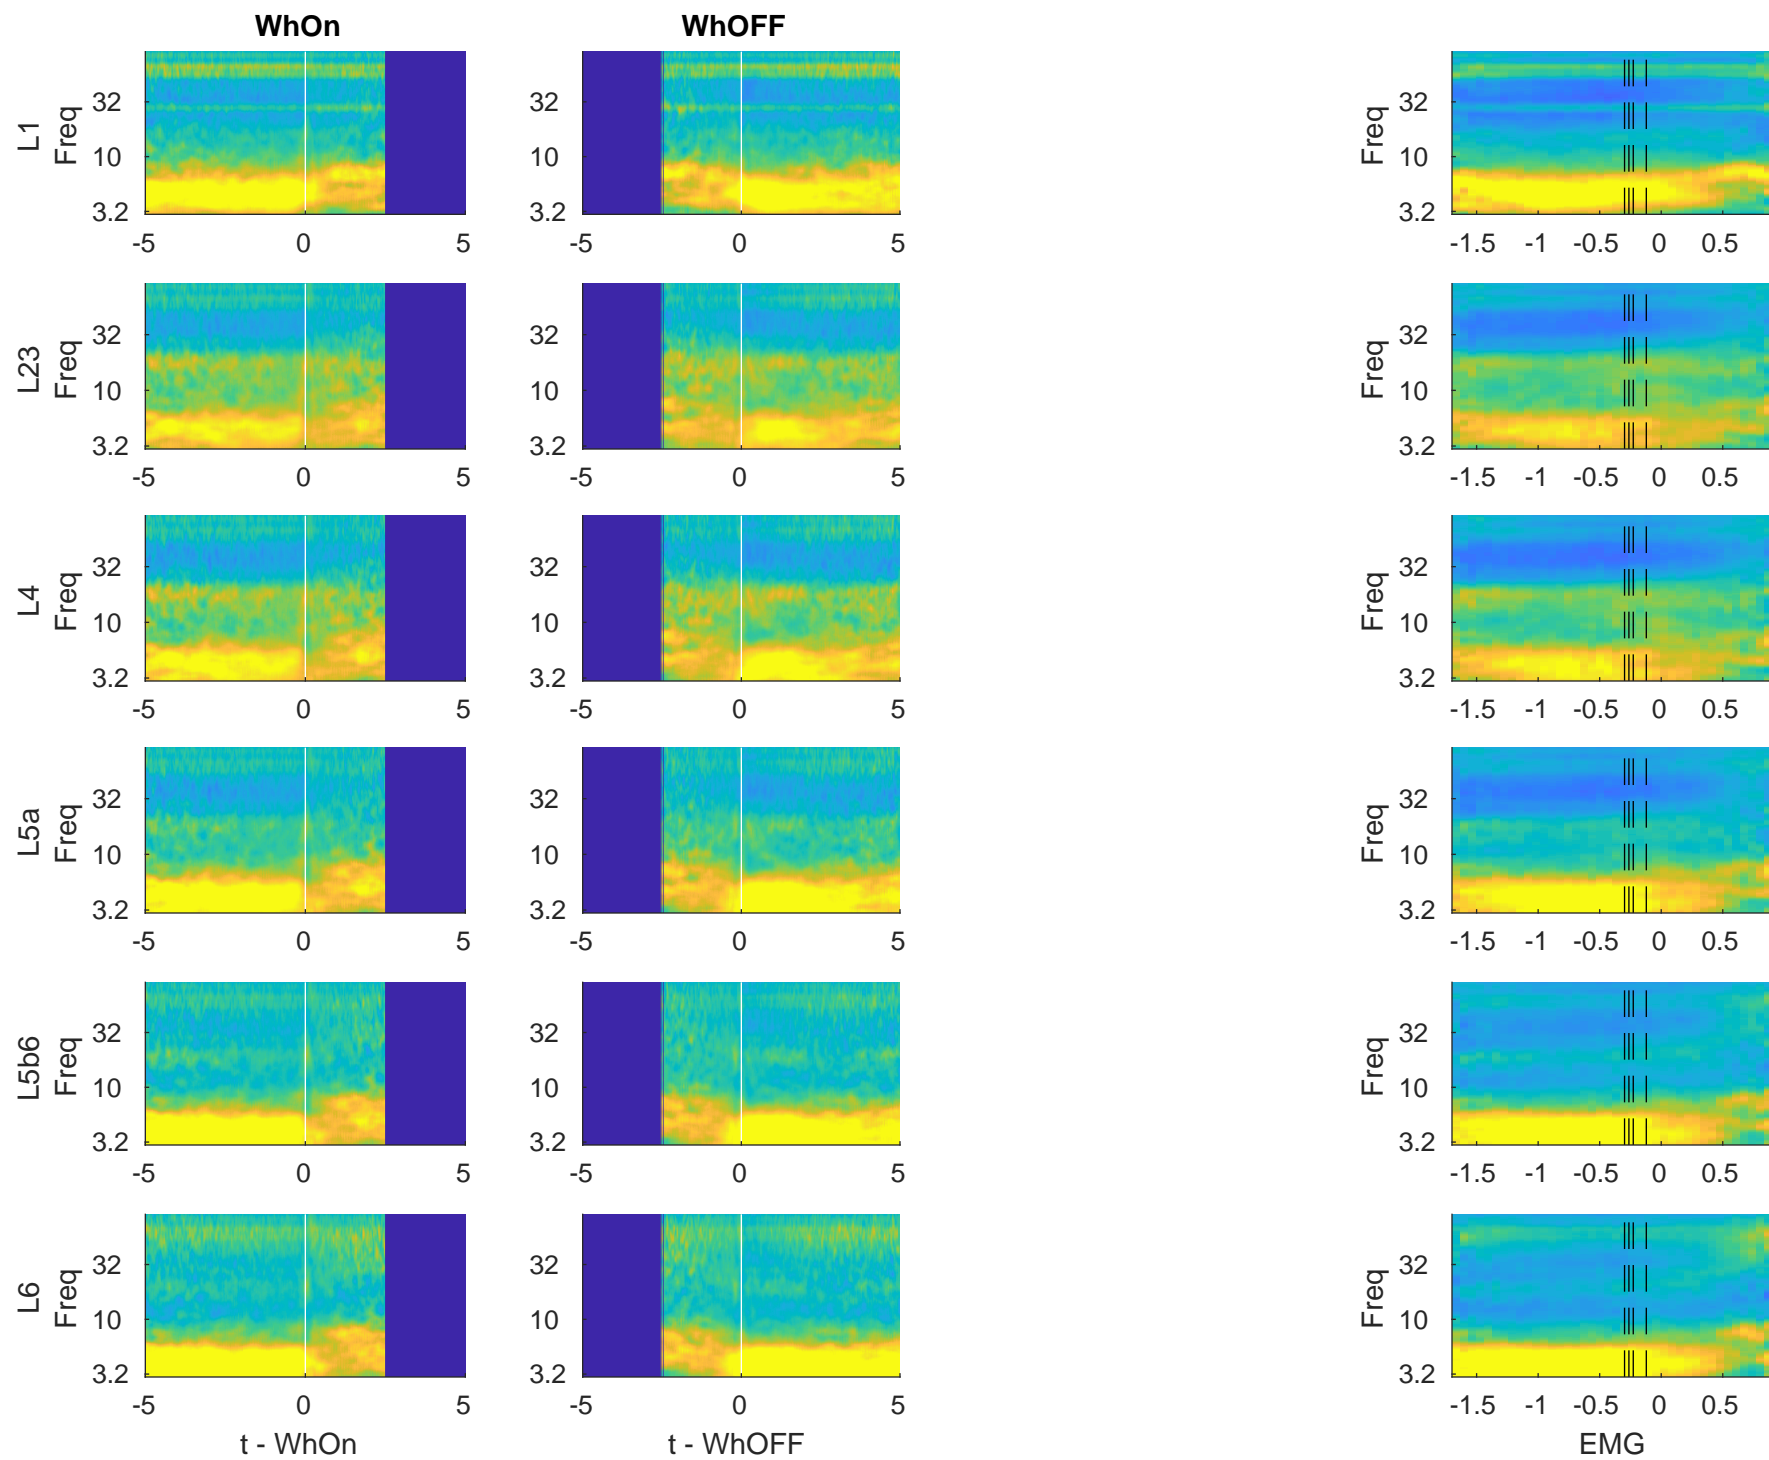 WhOn WhOFF
L1 Freq 32 10 3.2 32 10 3.2 Freq 32 10 3.2
-5 0 5 -5 0 5 -1.5 -1 -0.5 0 0.5
L23 Freq 32 10 3.2 32 10 3.2 Freq 32 10 3.2
-5 0 5 -5 0 5 -1.5 -1 -0.5 0 0.5
L4 Freq 32 10 3.2 32 10 3.2 Freq 32 10 3.2
-5 0 5 -5 0 5 -1.5 -1 -0.5 0 0.5
L5a Freq 32 10 3.2 32 10 3.2 Freq 32 10 3.2
-5 0 5 -5 0 5 -1.5 -1 -0.5 0 0.5
L5b6 Freq 32 10 3.2 32 10 3.2 Freq 32 10 3.2
-5 0 5 -5 0 5 -1.5 -1 -0.5 0 0.5
L6 Freq 32 10 3.2 32 10 3.2 Freq 32 10 3.2
-5 0 5 -5 0 5 -1.5 -1 -0.5 0 0.5
t - WhOn t - WhOFF EMG